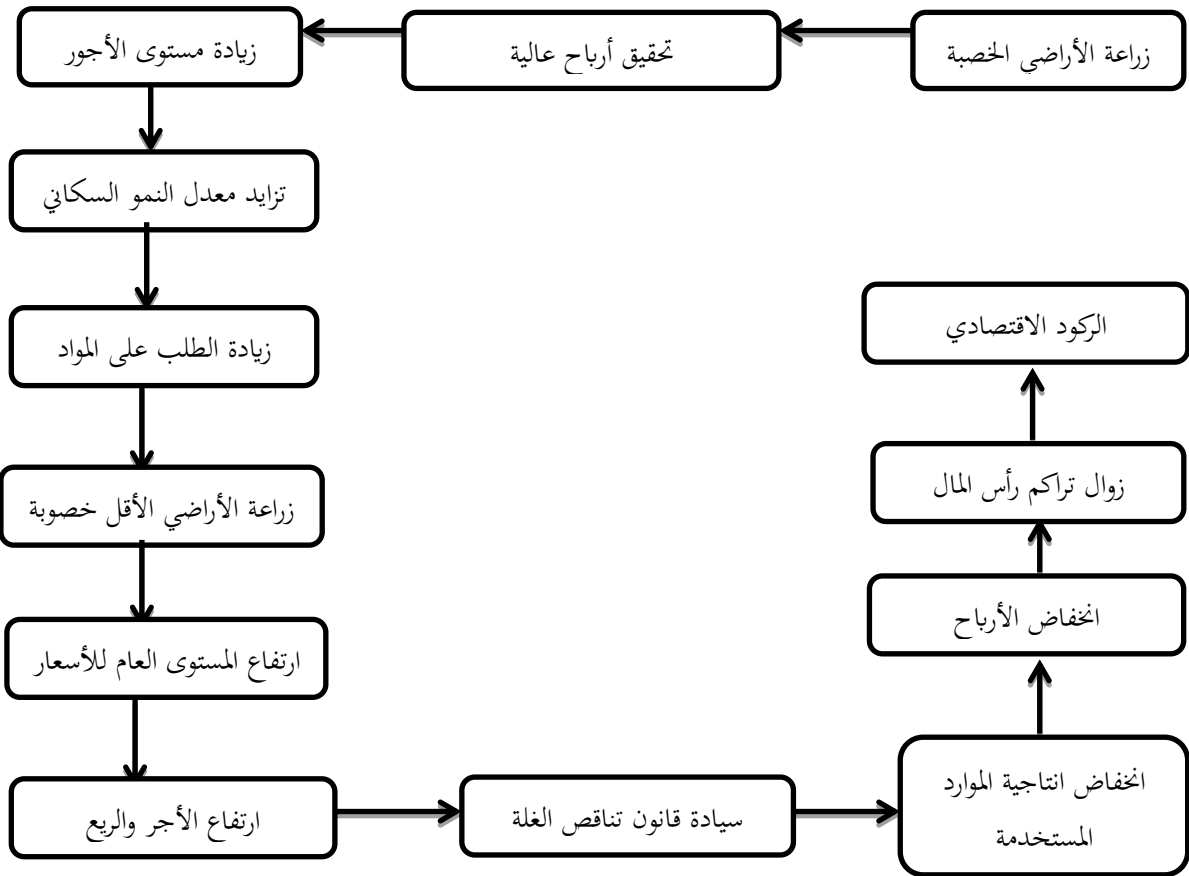 زراعة الأراضي الخصبة
تحقيق أرباح عالية
زيادة مستوى الأجور
تزايد معدل النمو السكاني
زيادة الطلب على المواد
زراعة الأراضي الأقل خصوبة
ارتفاع المستوى العام للأسعار
ارتفاع الأجر والريع
سيادة قانون تناقص الغلة
انخفاض انتاجية الموارد
المستخدمة
انخفاض الأرباح
زوال تراكم رأس المال
الركود الاقتصادي